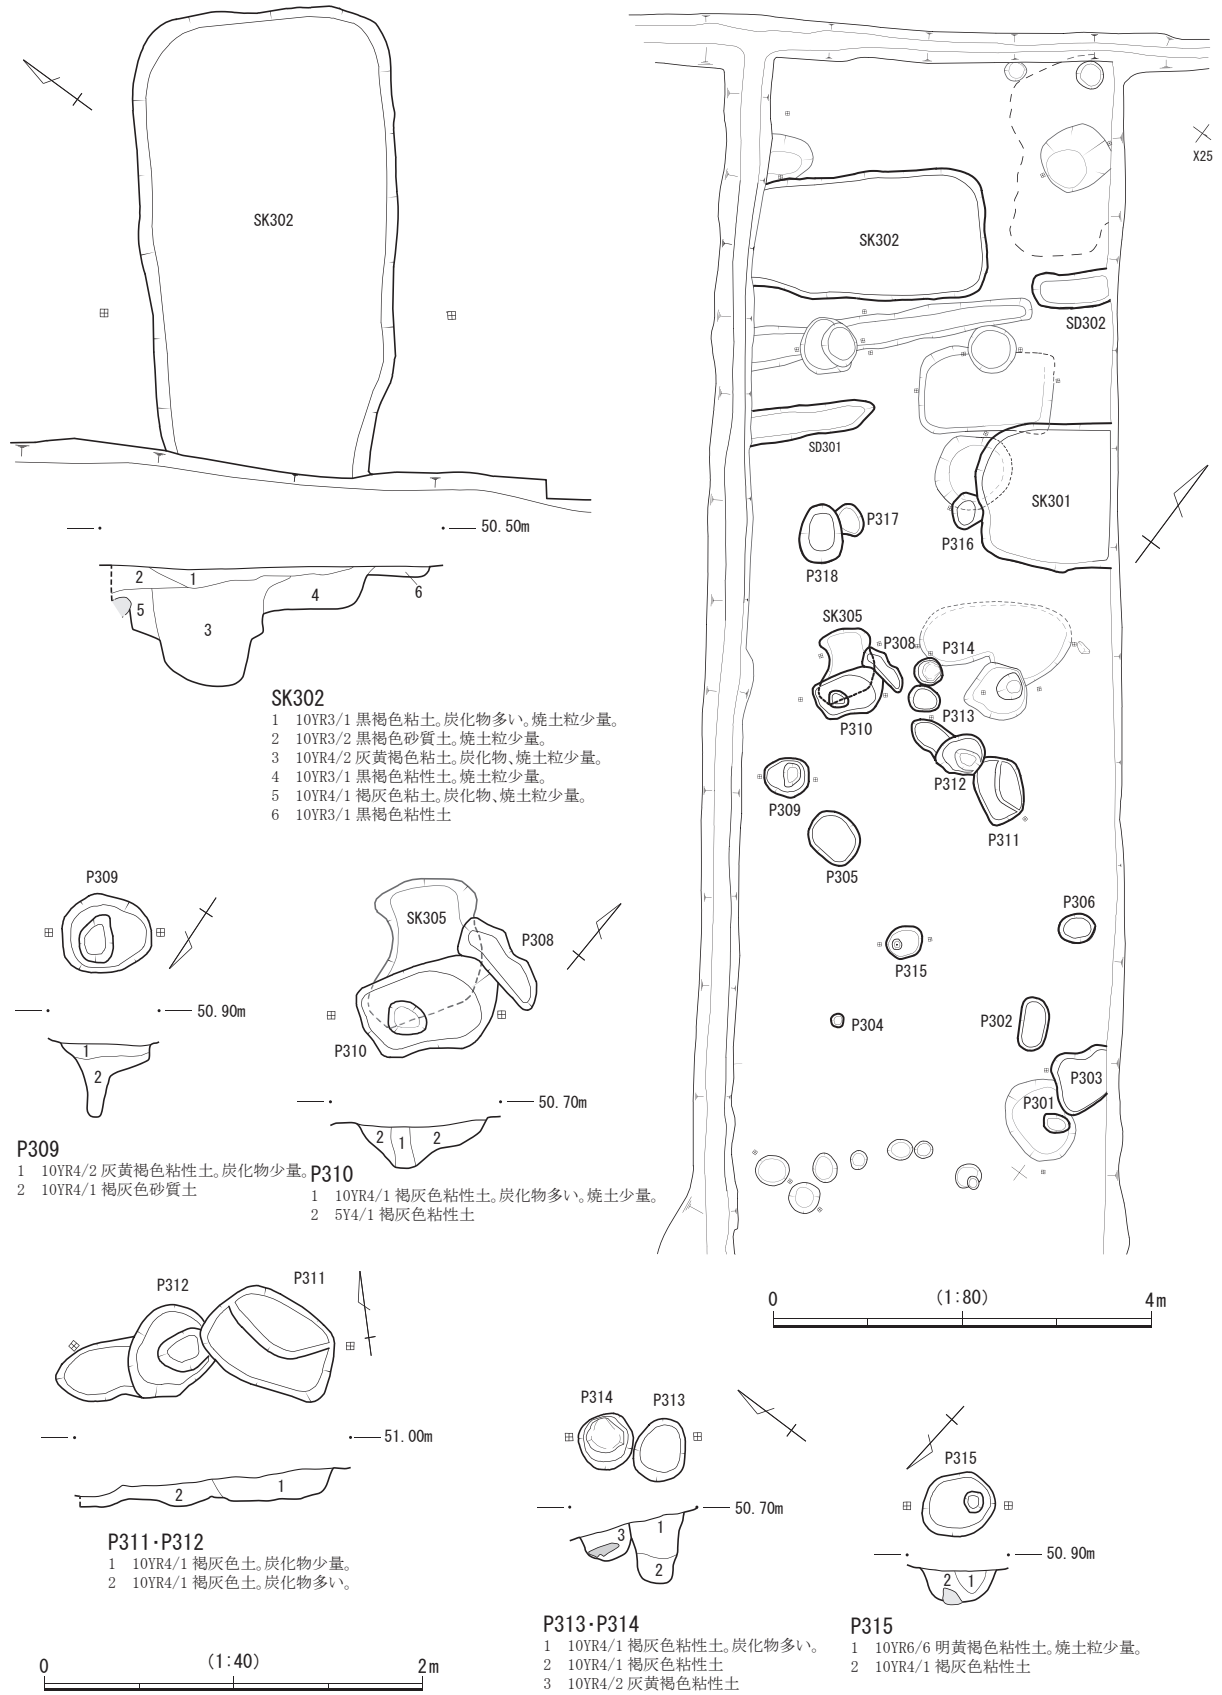 SK302
50.50m
2
1
5
3
4
6
SK302
1 10YR3/1 黒褐色粘土。炭化物多い。焼土粒少量。
2 10YR3/2 黒褐色砂質土。焼土粒少量。
3 10YR4/2 灰黄褐色粘土。炭化物、焼土粒少量。
4 10YR3/1 黒褐色粘性土。焼土粒少量。
5 10YR4/1 褐灰色粘土。炭化物、焼土粒少量。
6 10YR3/1 黒褐色粘性土
P309
50.90m
1
2
P309
1 10YR4/2 灰黄褐色粘性土。炭化物少量。
2 10YR4/1 褐灰色砂質土
SK305
P308
P310
50.70m
2
1
2
P310
1 10YR4/1 褐灰色粘性土。炭化物多い。焼土少量。
2 5Y4/1 褐灰色粘性土
P312
P311
51.00m
2
1
P311・P312
1 10YR4/1 褐灰色土。炭化物少量。
2 10YR4/1 褐灰色土。炭化物多い。
0
(1:40)
2m
X25
SK302
SD302
SD301
SK301
P317
P316
P318
SK305
P308
P314
P313
P310
P312
P309
P311
P305
P306
P315
P304
P302
P303
P301
0
(1:80)
4m
P314
P313
50.70m
3
1
2
P313・P314
1 10YR4/1 褐灰色粘性土。炭化物多い。
2 10YR4/1 褐灰色粘性土
3 10YR4/2 灰黄褐色粘性土
P315
50.90m
2
1
P315
1 10YR6/6 明黄褐色粘性土。焼土粒少量。
2 10YR4/1 褐灰色粘性土